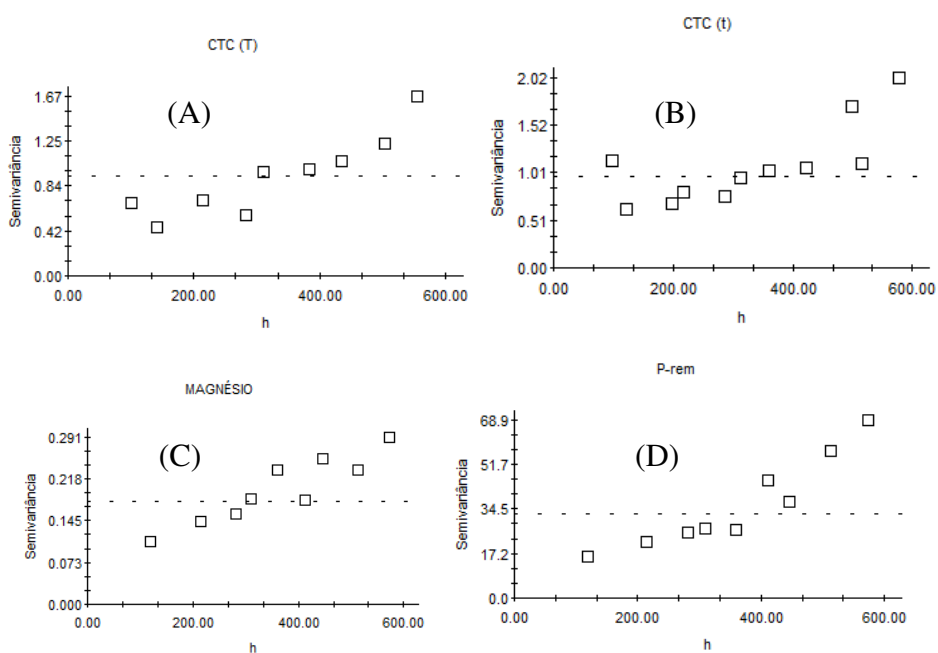 CTC (T)
(A)
Semivariância
1.67
1.25
0.84
0.42
0.00
0.00 200.00 400.00 600.00
h
CTC (t)
(B)
Semivariância
2.02
1.52
1.01
0.51
0.00
0.00 200.00 400.00 600.00
h
MAGNÉSIO
(C)
Semivariância
0.291
0.218
0.145
0.073
0.000
0.00 200.00 400.00 600.00
h
P-rem
(D)
Semivariância
68.9
51.7
34.5
17.2
0.0
0.00 200.00 400.00 600.00
h